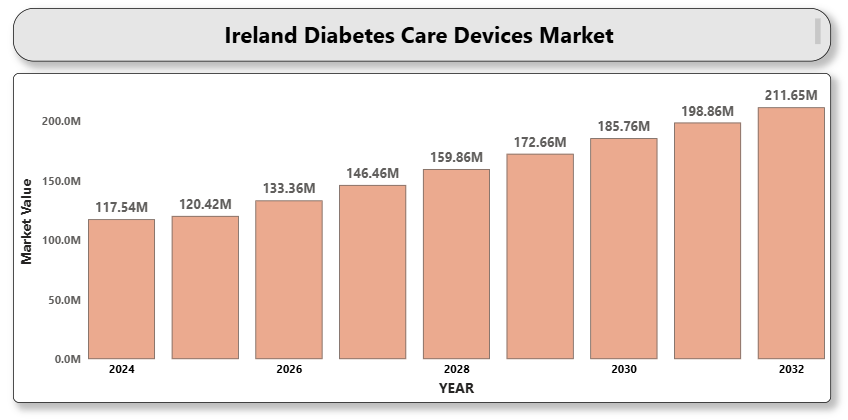 Ireland Diabetes Care Devices Market
211.65M
198.86M
185.76M
172.66M
159.86M
146.46M
133.36M
120.42M
117.54M
200.0M
150.0M
100.0M
50.0M
0.0M
Market Value
2024
2026
2028
2030
2032
YEAR